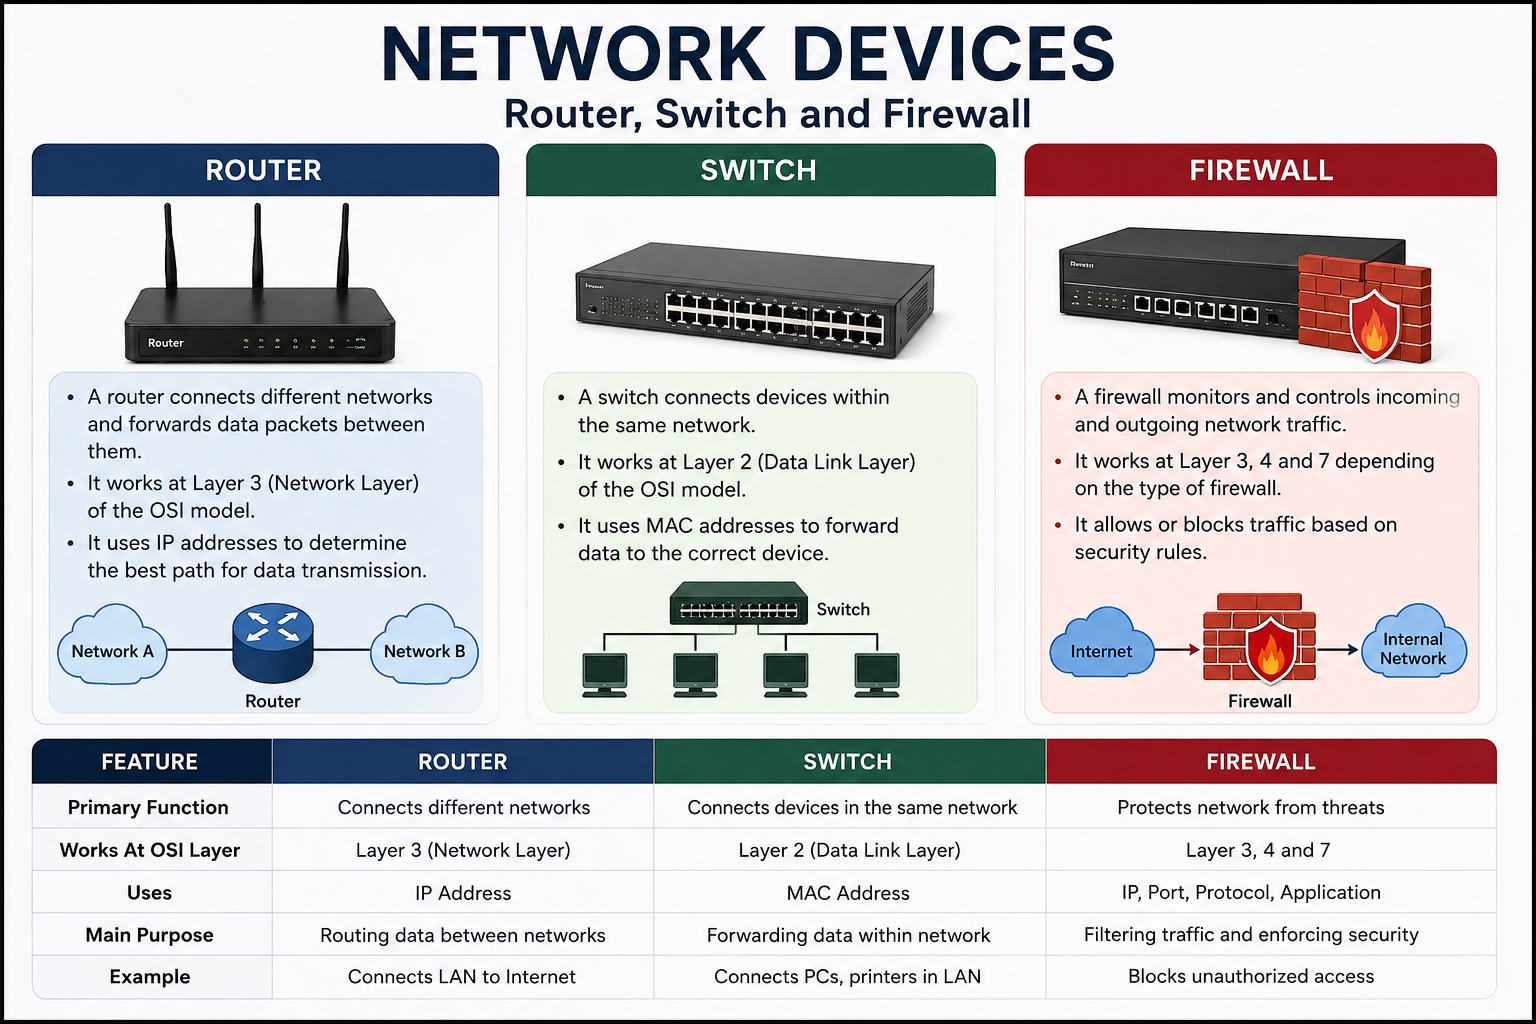 NETWORK DEVICES
Router, Switch and Firewall
ROUTER
Router
• A router connects different networks
and forwards data packets between
them.
• It works at Layer 3 (Network Layer)
of the OSI model.
• It uses IP addresses to determine
the best path for data transmission.
Network A
Network B
Router
SWITCH
• A switch connects devices within
the same network.
• It works at Layer 2 (Data Link Layer)
of the OSI model.
• It uses MAC addresses to forward
data to the correct device.
Switch
FIREWALL
• A firewall monitors and controls incoming
and outgoing network traffic.
• It works at Layer 3, 4 and 7 depending
on the type of firewall.
• It allows or blocks traffic based on
security rules.
Internet
Internal
Network
Firewall
FEATURE ROUTER SWITCH FIREWALL
Primary Function Connects different networks Connects devices in the same network Protects network from threats
Works At OSI Layer Layer 3 (Network Layer) Layer 2 (Data Link Layer) Layer 3, 4 and 7
Uses IP Address MAC Address IP, Port, Protocol, Application
Main Purpose Routing data between networks Forwarding data within network Filtering traffic and enforcing security
Example Connects LAN to Internet Connects PCs, printers in LAN Blocks unauthorized access